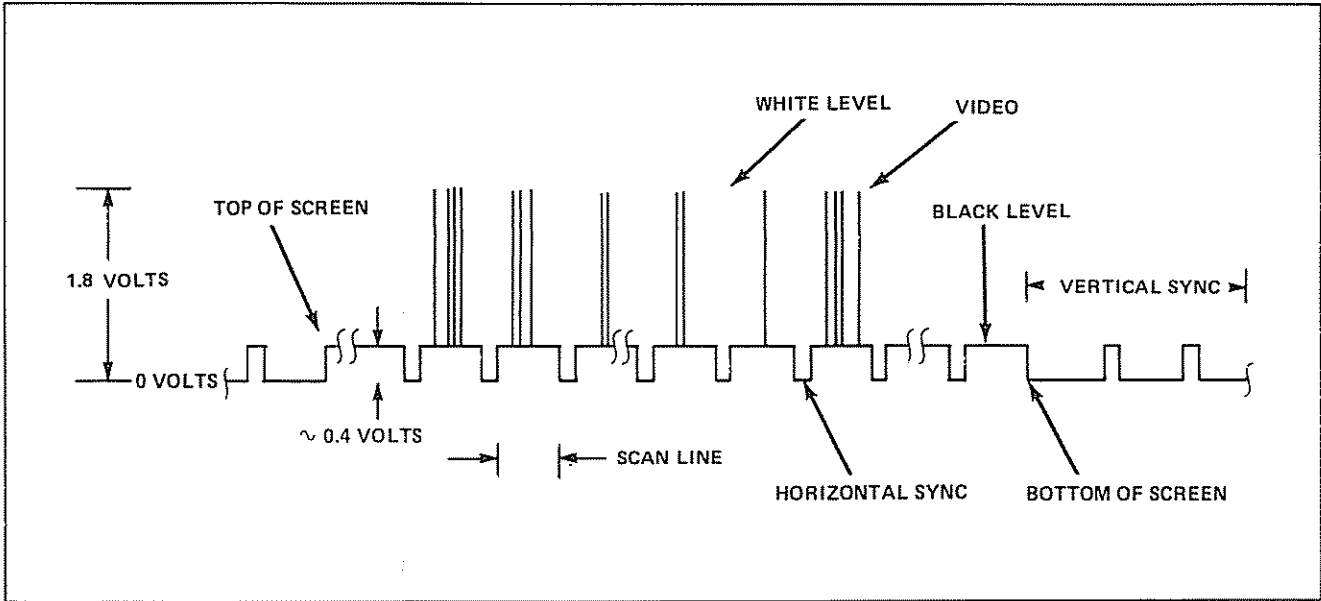 WHITE LEVEL
VIDEO
TOP OF SCREEN
BLACK LEVEL
1.8 VOLTS
VERTICAL SYNC
0 VOLTS
~ 0.4 VOLTS
SCAN LINE
HORIZONTAL SYNC
BOTTOM OF SCREEN